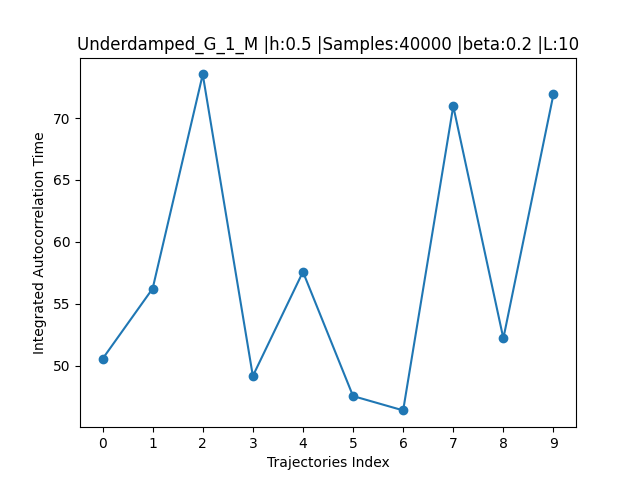 Underdamped_G_1_M |h:0.5 |Samples:40000 |beta:0.2 |L:10
Integrated Autocorrelation Time
70
65
60
55
50
0 1 2 3 4 5 6 7 8 9
Trajectories Index